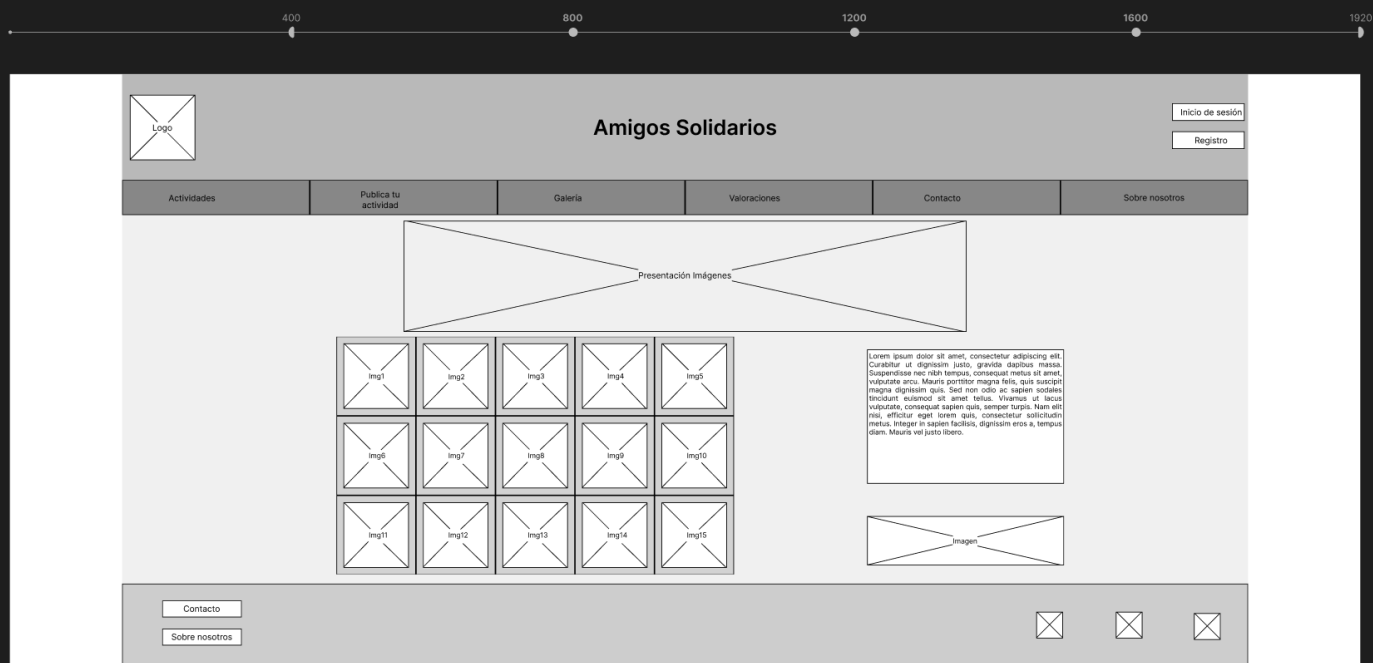 400
800
1200
1600
1920
Logo
Amigos Solidarios
Inicio de sesión
Registro
Actividades
Publica tu
actividad
Galería
Valoraciones
Contacto
Sobre nosotros
Presentación Imágenes
Img1
Img2
Img3
Img4
Img5
Img6
Img7
Img8
Img9
Img10
Img11
Img12
Img13
Img14
Img15
Lorem ipsum dolor sit amet, consectetur adipiscing elit.
Curabitur ut dignissim justo, gravida dapibus massa.
Suspendisse nec nibh tempus, consequat metus sit amet,
vulputate arcu. Mauris porttitor magna felis, quis suscipit
magna dignissim quis. Sed non odio ac sapien sodales
tincidunt euismod sit amet tellus. Vivamus ut lacus
vulputate, consequat sapien quis, semper turpis. Nam elit
nisi, efficitur eget lorem quis, consectetur sollicitudin
metus. Integer in sapien facilisis, dignissim eros a, tempus
diam. Mauris vel justo libero.
Imagen
Contacto
Sobre nosotros